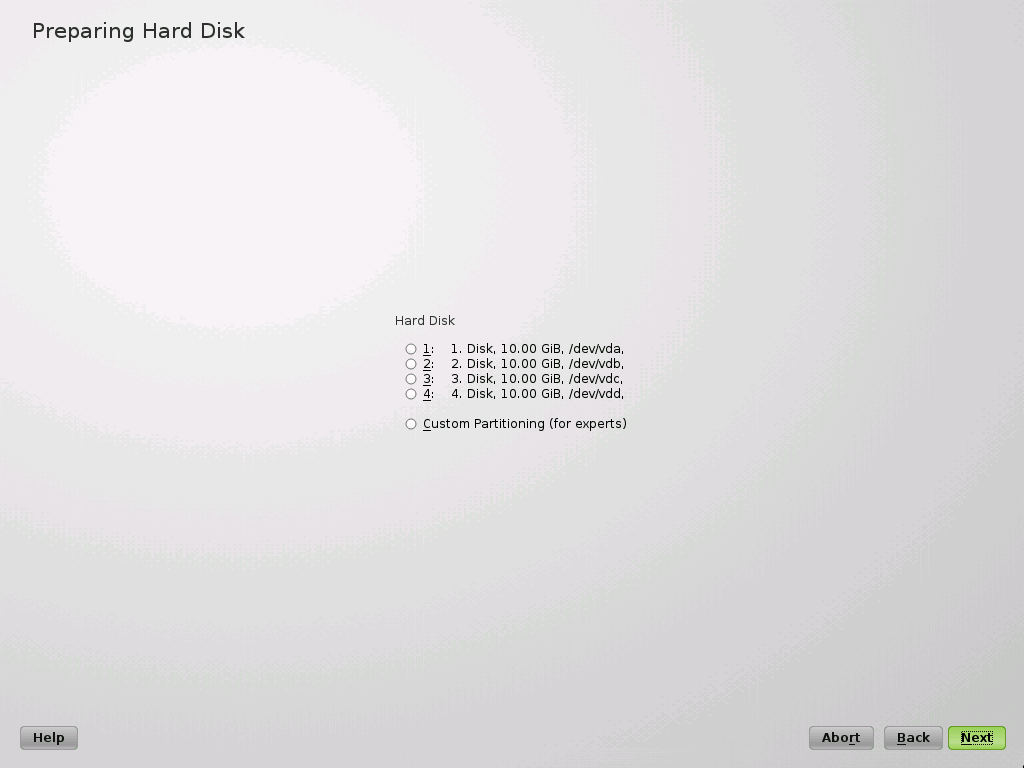 Preparing Hard Disk
Hard Disk
1: 1. Disk, 10.00 GiB, /dev/vda,
2: 2. Disk, 10.00 GiB, /dev/vdb,
3: 3. Disk, 10.00 GiB, /dev/vdc,
4: 4. Disk, 10.00 GiB, /dev/vdd,
Custom Partitioning (for experts)
Help Abort Back Next